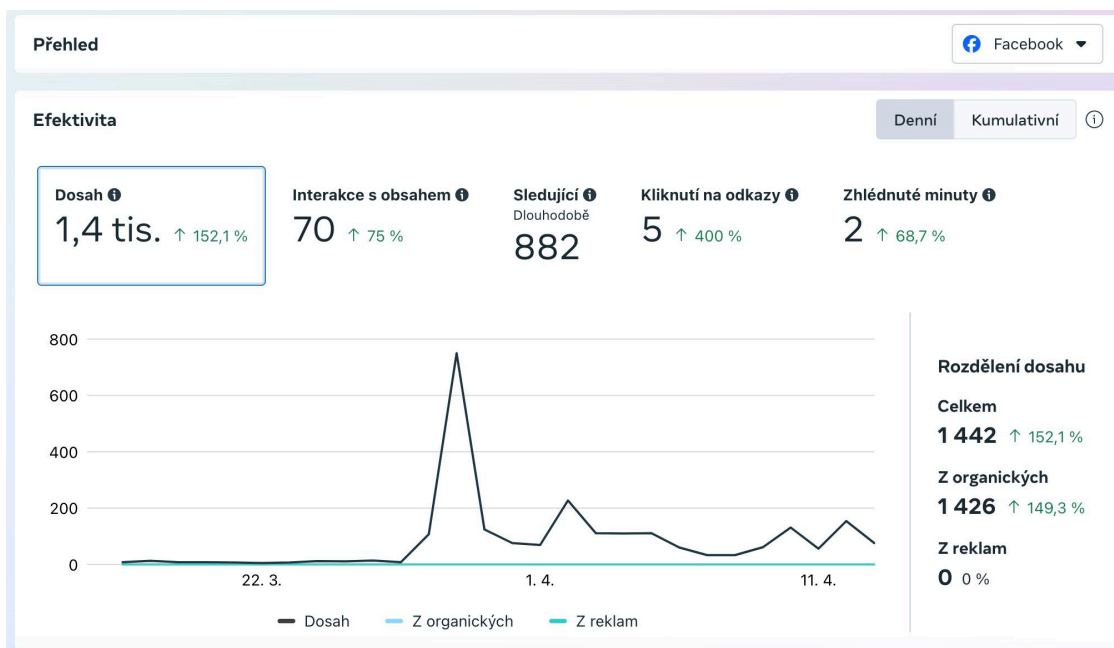 Přehled
Facebook
Efektivita
Denní
Kumulativní
Dosah
1,4 tis. ↑ 152,1 %
Interakce s obsahem
70 ↑ 75 %
Sledující
Dlouhodobě
882
Kliknutí na odkazy
5 ↑ 400 %
Zhlédnuté minuty
2 ↑ 68,7 %
800
600
400
200
0
22. 3.
1. 4.
11. 4.
Dosah
Z organických
Z reklam
Rozdělení dosahu
Celkem
1 442 ↑ 152,1 %
Z organických
1 426 ↑ 149,3 %
Z reklam
0 0 %